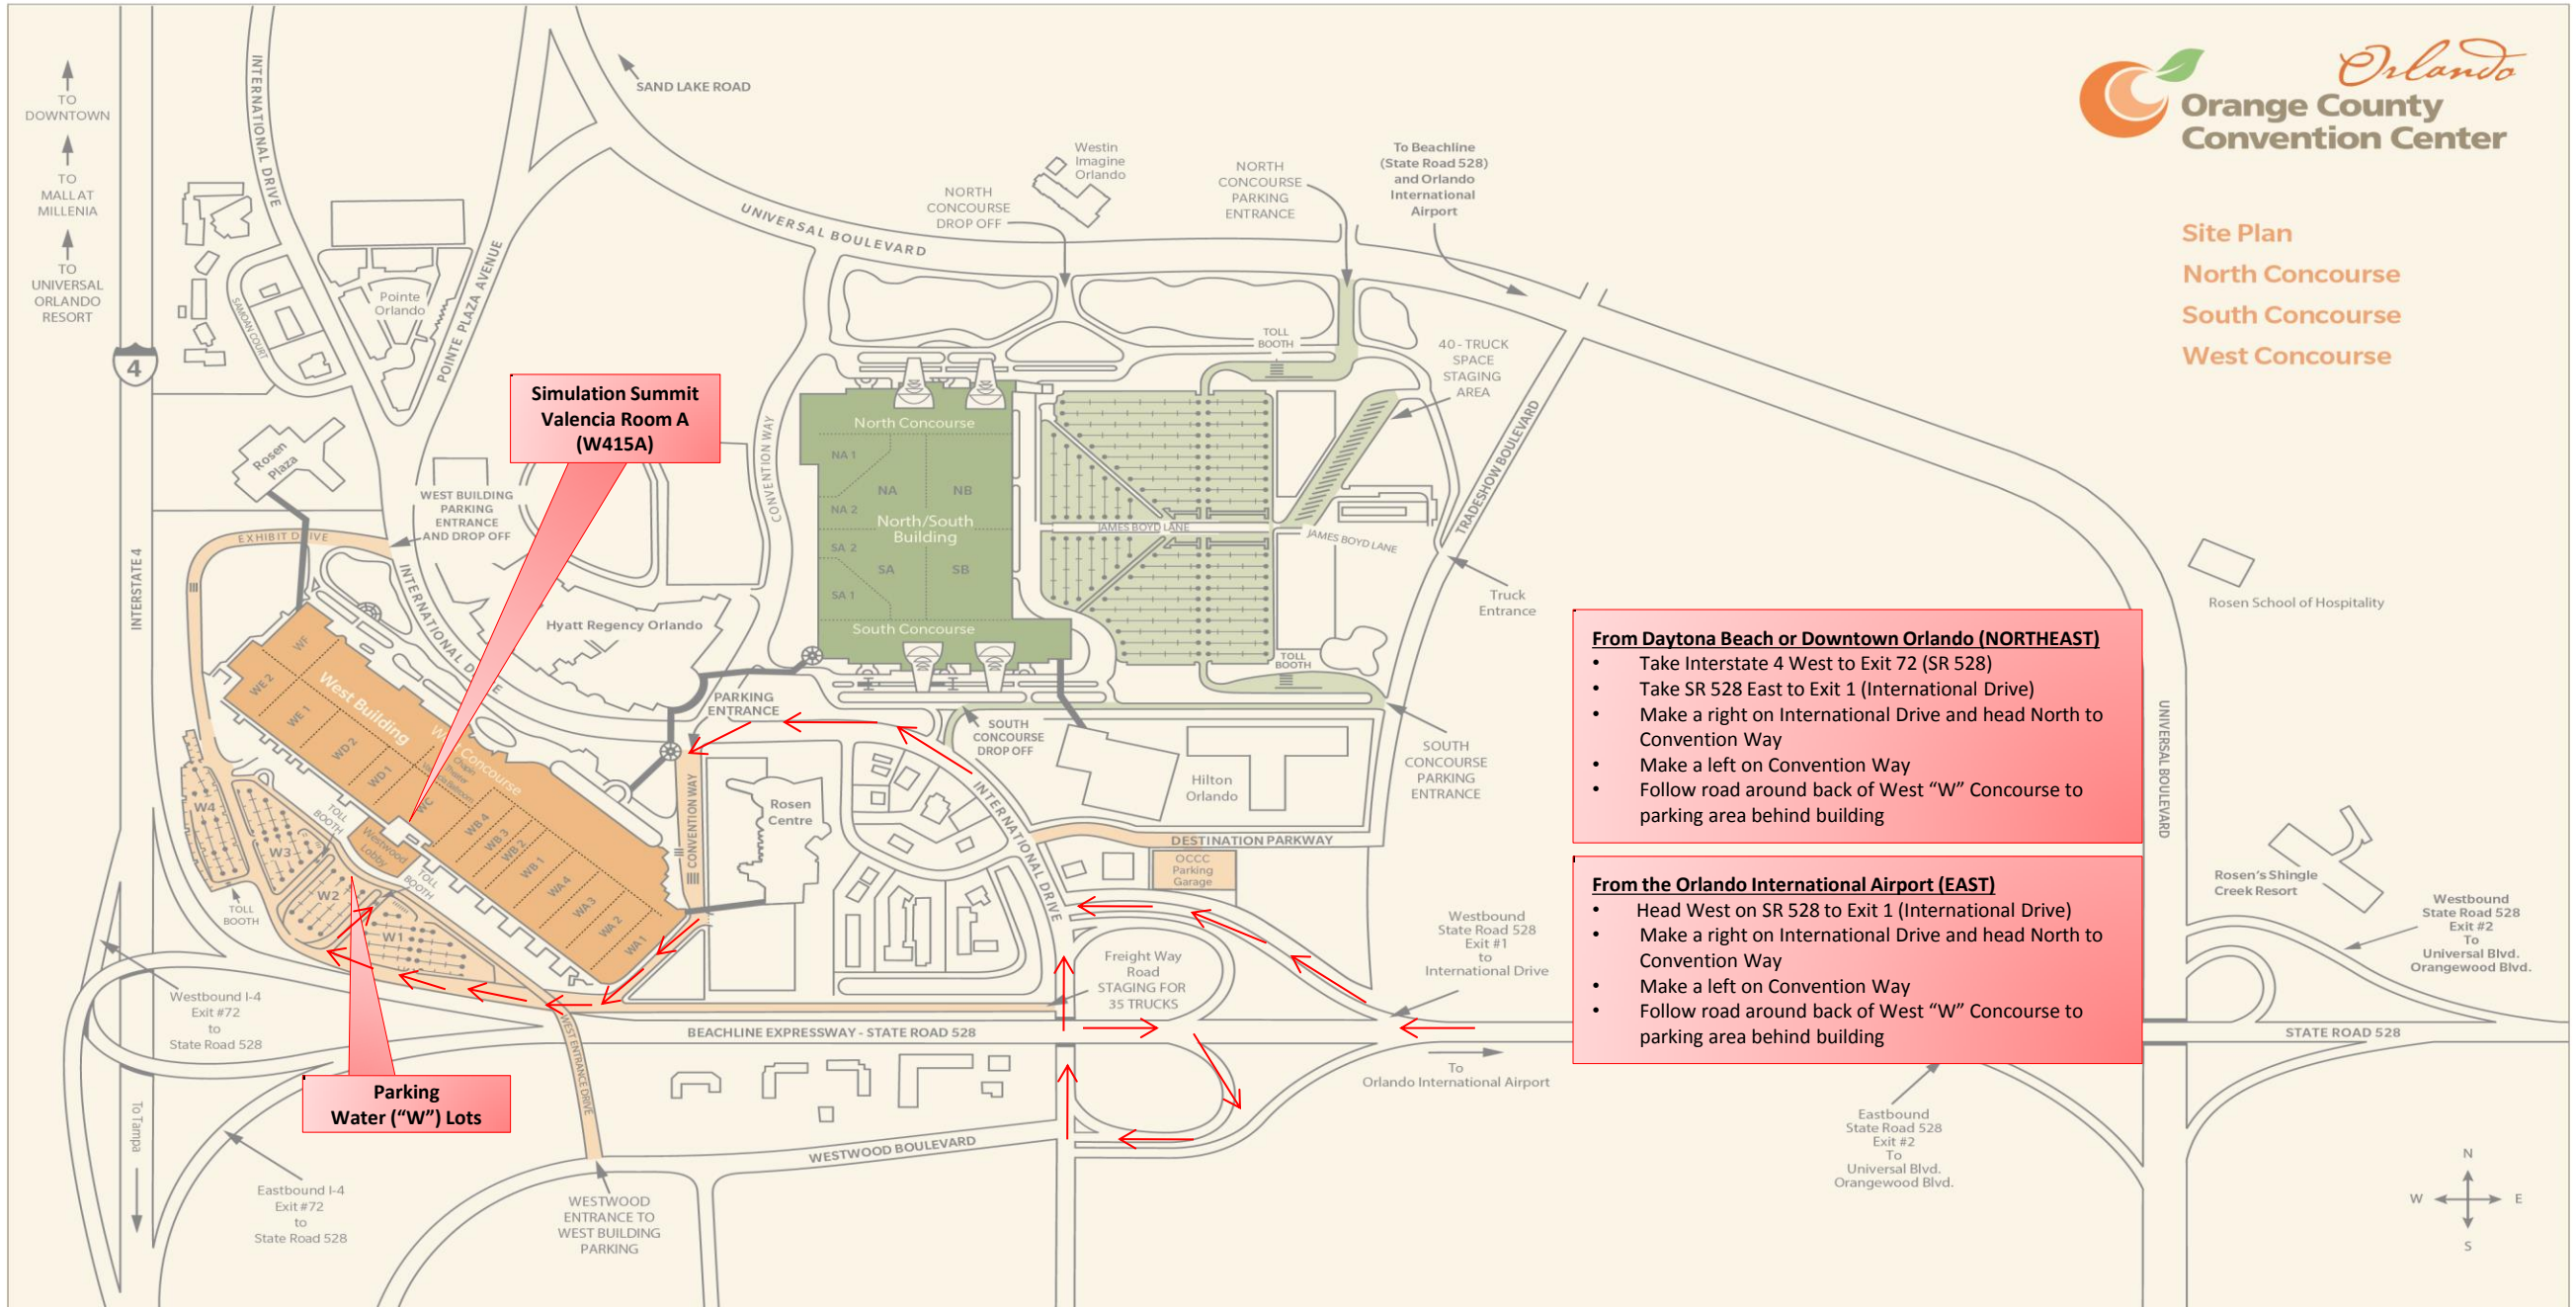 Orlando
Orange County
Convention Center
Site Plan
North Concourse
South Concourse
West Concourse
TO
DOWNTOWN
TO
MALL AT
MILLENIA
TO
UNIVERSAL
ORLANDO
RESORT
4
INTERSTATE 4
INTERNATIONAL DRIVE
SAND LAKE ROAD
UNIVERSAL BOULEVARD
Westin
Imagine
Orlando
NORTH
CONCOURSE
DROP OFF
NORTH
CONCOURSE
PARKING
ENTRANCE
To Beachline
(State Road 528)
and Orlando
International
Airport
SAMOAN COURT
Pointe
Orlando
POINTE PLAZA AVENUE
TOLL
BOOTH
40 - TRUCK
SPACE
STAGING
AREA
Simulation Summit
Valencia Room A
(W415A)
Rosen
Plaza
WEST BUILDING
PARKING
ENTRANCE
AND DROP OFF
EXHIBIT DRIVE
INTERNATIONAL DRIVE
CONVENTION WAY
North Concourse
NA 1
NA
NB
NA 2
North/South
Building
SA 2
SA
SB
SA 1
South Concourse
JAMES BOYD LANE
JAMES BOYD LANE
TRADESHOW BOULEVARD
Truck
Entrance
Hyatt Regency Orlando
TOLL
BOOTH
Rosen School of Hospitality
PARKING
ENTRANCE
SOUTH
CONCOURSE
DROP OFF
SOUTH
CONCOURSE
PARKING
ENTRANCE
Hilton
Orlando
UNIVERSAL BOULEVARD
From Daytona Beach or Downtown Orlando (NORTHEAST)
• Take Interstate 4 West to Exit 72 (SR 528)
• Take SR 528 East to Exit 1 (International Drive)
• Make a right on International Drive and head North to
Convention Way
• Make a left on Convention Way
• Follow road around back of West “W” Concourse to
parking area behind building
From the Orlando International Airport (EAST)
• Head West on SR 528 to Exit 1 (International Drive)
• Make a right on International Drive and head North to
Convention Way
• Make a left on Convention Way
• Follow road around back of West “W” Concourse to
parking area behind building
WF
WE 2
WE 1
WD 2
WD 1
WC
WB 4
WB 3
WB 2
WB 1
WA 4
WA 3
WA 2
WA 1
West Building
West Concourse
Chapin
Theater
Valencia Ballroom
Westwood
Lobby
TOLL
BOOTH
TOLL
BOOTH
TOLL
BOOTH
W4
W3
W2
W1
CONVENTION WAY
Rosen
Centre
INTERNATIONAL DRIVE
DESTINATION PARKWAY
OCCC
Parking
Garage
Freight Way
Road
STAGING FOR
35 TRUCKS
Westbound
State Road 528
Exit #1
to
International Drive
Rosen's Shingle
Creek Resort
Westbound
State Road 528
Exit #2
To
Universal Blvd.
Orangewood Blvd.
Westbound I-4
Exit #72
to
State Road 528
BEACHLINE EXPRESSWAY - STATE ROAD 528
STATE ROAD 528
WEST ENTRANCE DRIVE
To
Orlando International Airport
Parking
Water (“W”) Lots
To Tampa
WESTWOOD BOULEVARD
Eastbound
State Road 528
Exit #2
To
Universal Blvd.
Orangewood Blvd.
Eastbound I-4
Exit #72
to
State Road 528
WESTWOOD
ENTRANCE TO
WEST BUILDING
PARKING
N
W
E
S